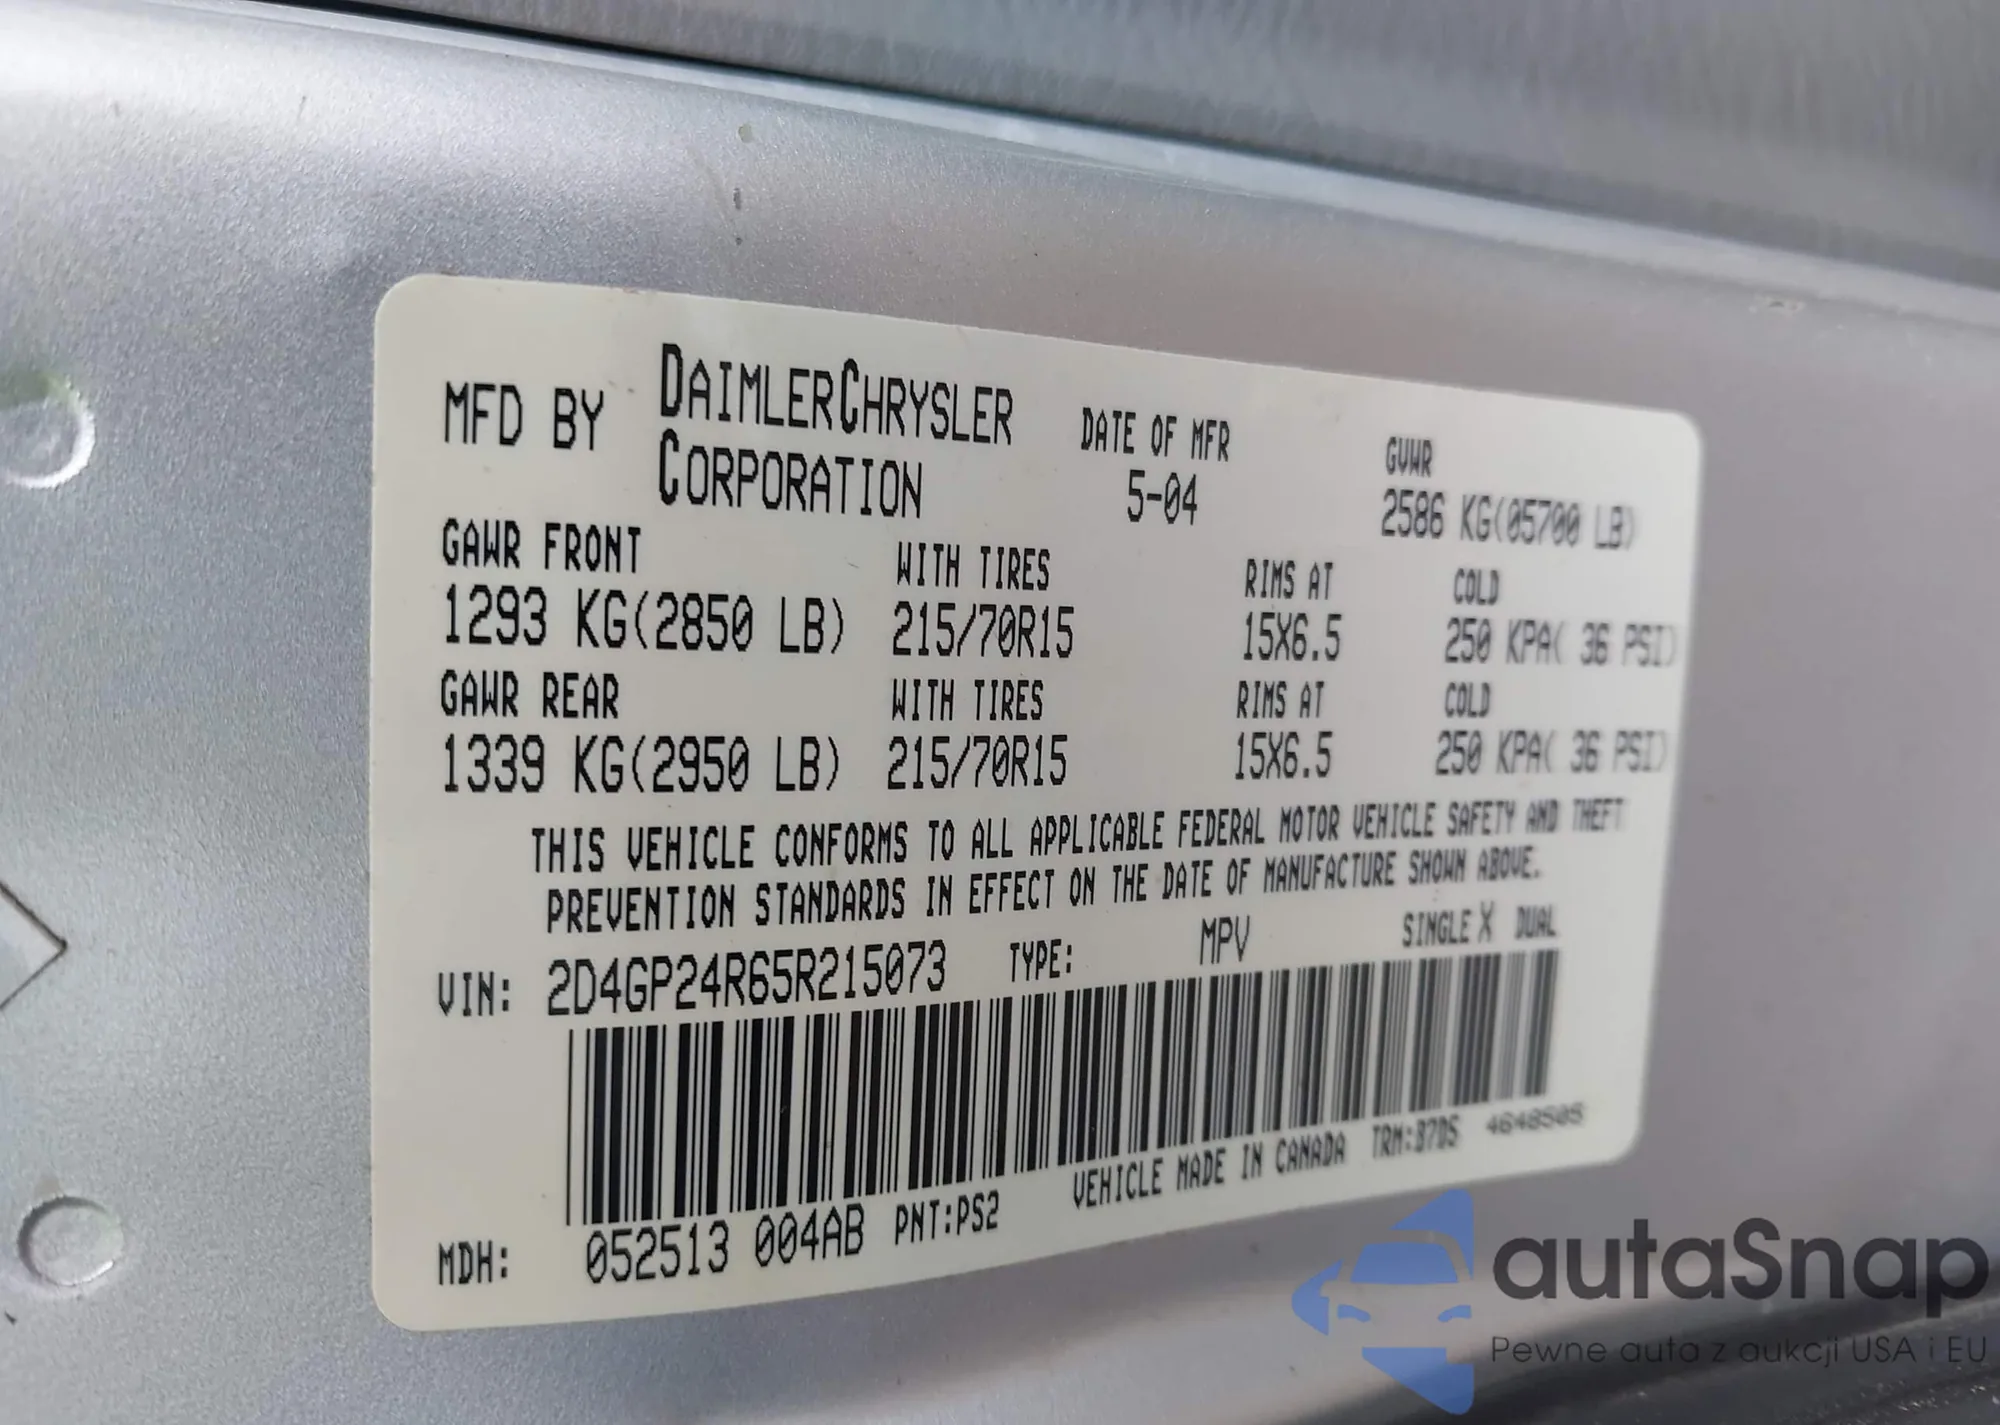 MFD BY DAIMLERCHRYSLER CORPORATION
DATE OF MFR 5-04
GVWR 2586 KG(05700 LB)
GAWR FRONT WITH TIRES RIMS AT COLD
1293 KG(2850 LB) 215/70R15 15X6.5 250 KPA( 36 PSI)
GAWR REAR WITH TIRES RIMS AT COLD
1339 KG(2950 LB) 215/70R15 15X6.5 250 KPA( 36 PSI)
THIS VEHICLE CONFORMS TO ALL APPLICABLE FEDERAL MOTOR VEHICLE SAFETY AND THEFT
PREVENTION STANDARDS IN EFFECT ON THE DATE OF MANUFACTURE SHOWN ABOVE.
VIN: 2D4GP24R65R215073 TYPE: MPV SINGLE X DUAL
MDH: 052513 004AB PNT:PS2 VEHICLE MADE IN CANADA TRM:B7DS 4648505
autaSnap
Pewne auta z aukcji USA i EU